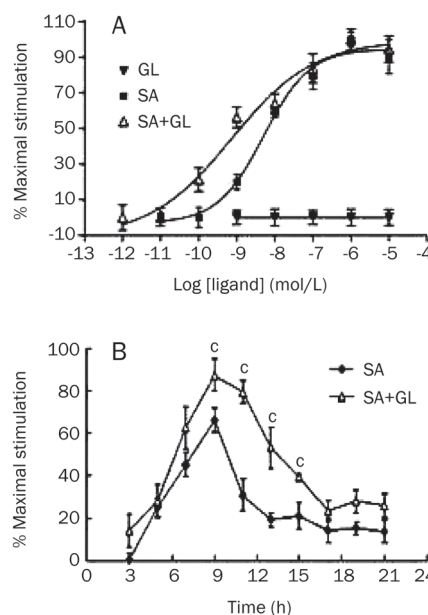 A
GL
SA
SA+GL
% Maximal stimulation
110
90
70
50
30
10
-10
-13 -12 -11 -10 -9 -8 -7 -6 -5 -4
Log [ligand] (mol/L)
B
SA
SA+GL
% Maximal stimulation
100
80
60
40
20
0
c
c
c
c
0 3 6 9 12 15 18 21 24
Time (h)